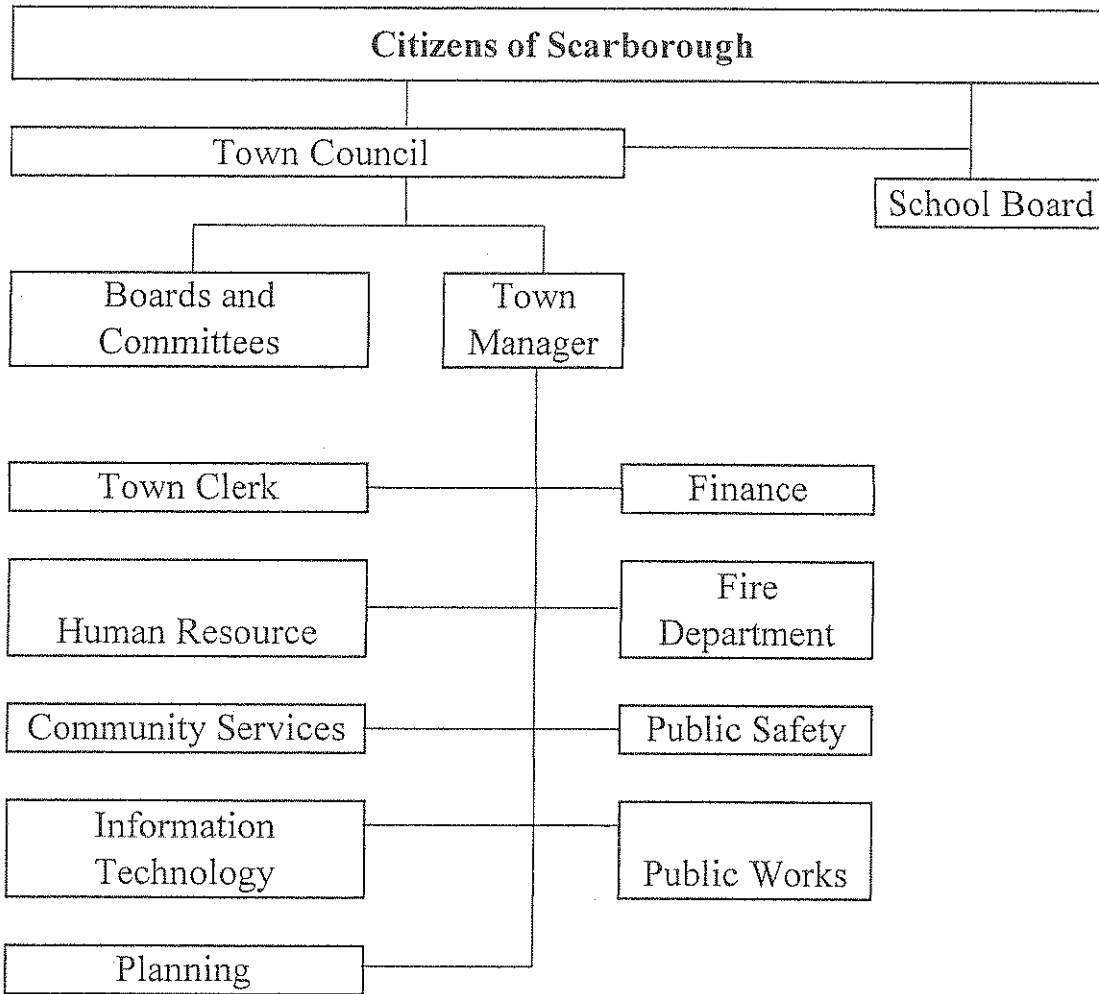 Citizens of Scarborough
Town Council
School Board
Boards and
Committees
Town
Manager
Town Clerk
Finance
Human Resource
Fire
Department
Community Services
Public Safety
Information
Technology
Public Works
Planning